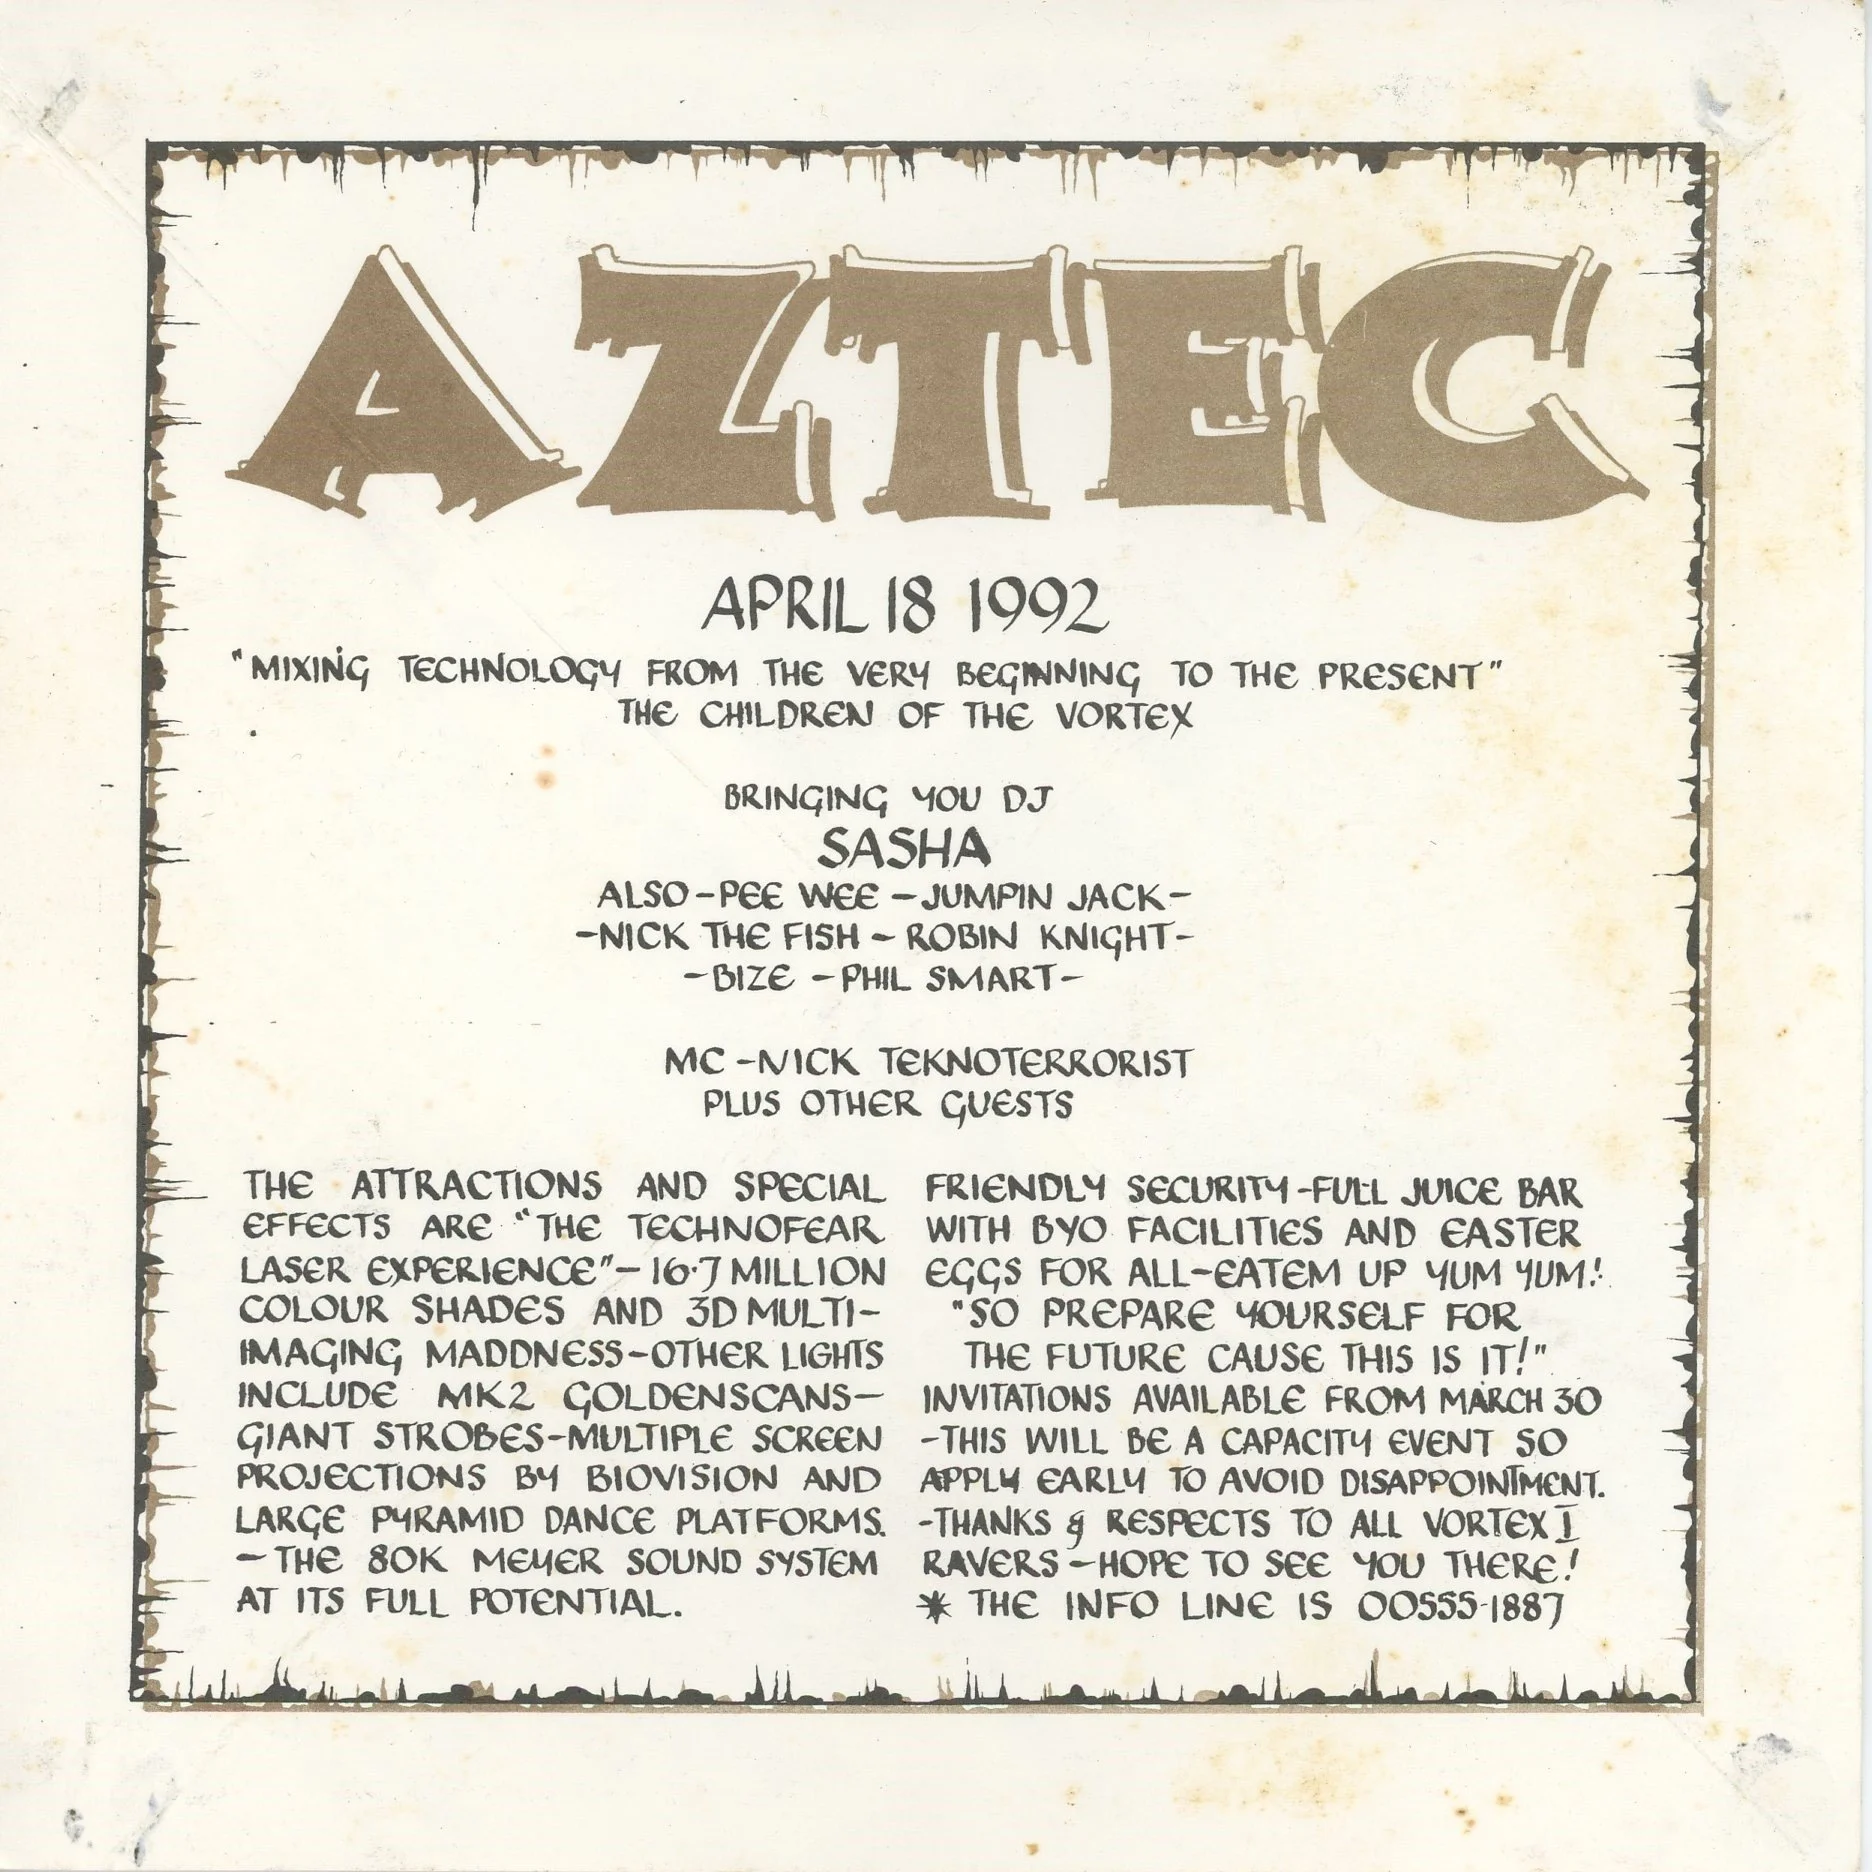 AZTEC
APRIL 18 1992
"MIXING TECHNOLOGY FROM THE VERY BEGINNING TO THE PRESENT"
THE CHILDREN OF THE VORTEX
BRINGING YOU DJ
SASHA
ALSO - PEE WEE - JUMPIN JACK -
- NICK THE FISH - ROBIN KNIGHT -
- BIZE - PHIL SMART -
MC - NICK TEKNOTERRORIST
PLUS OTHER GUESTS
THE ATTRACTIONS AND SPECIAL
EFFECTS ARE "THE TECHNOFEAR
LASER EXPERIENCE" - 16.7 MILLION
COLOUR SHADES AND 3D MULTI-
IMAGING MADDNESS - OTHER LIGHTS
INCLUDE MK2 GOLDENSCANS -
GIANT STROBES - MULTIPLE SCREEN
PROJECTIONS BY BIOVISION AND
LARGE PYRAMID DANCE PLATFORMS.
- THE 80K MEYER SOUND SYSTEM
AT ITS FULL POTENTIAL.
FRIENDLY SECURITY - FULL JUICE BAR
WITH BYO FACILITIES AND EASTER
EGGS FOR ALL - EATEM UP YUM YUM!
"SO PREPARE YOURSELF FOR
THE FUTURE CAUSE THIS IS IT!"
INVITATIONS AVAILABLE FROM MARCH 30
- THIS WILL BE A CAPACITY EVENT SO
APPLY EARLY TO AVOID DISAPPOINTMENT.
- THANKS & RESPECTS TO ALL VORTEX I
RAVERS - HOPE TO SEE YOU THERE!
* THE INFO LINE IS 00555-1887